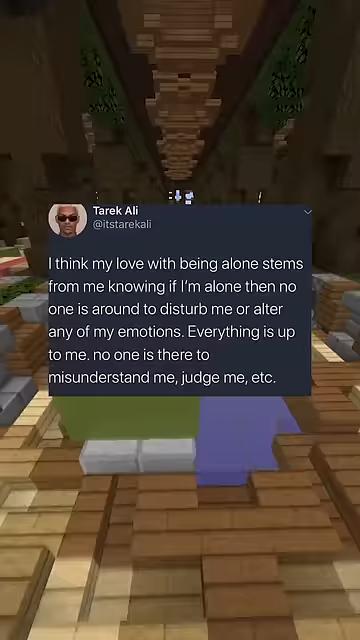 Tarek Ali
@itstarekali
I think my love with being alone stems
from me knowing if I'm alone then no
one is around to disturb me or alter
any of my emotions. Everything is up
to me. no one is there to
misunderstand me, judge me, etc.